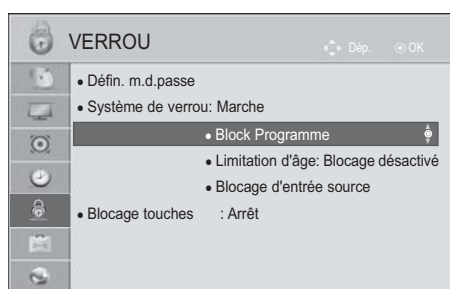 VERROU
Dép. OK
• Défin. m.d.passe
• Système de verrou: Marche
• Block Programme
• Limitation d'âge: Blocage désactivé
• Blocage d'entrée source
• Blocage touches : Arrêt